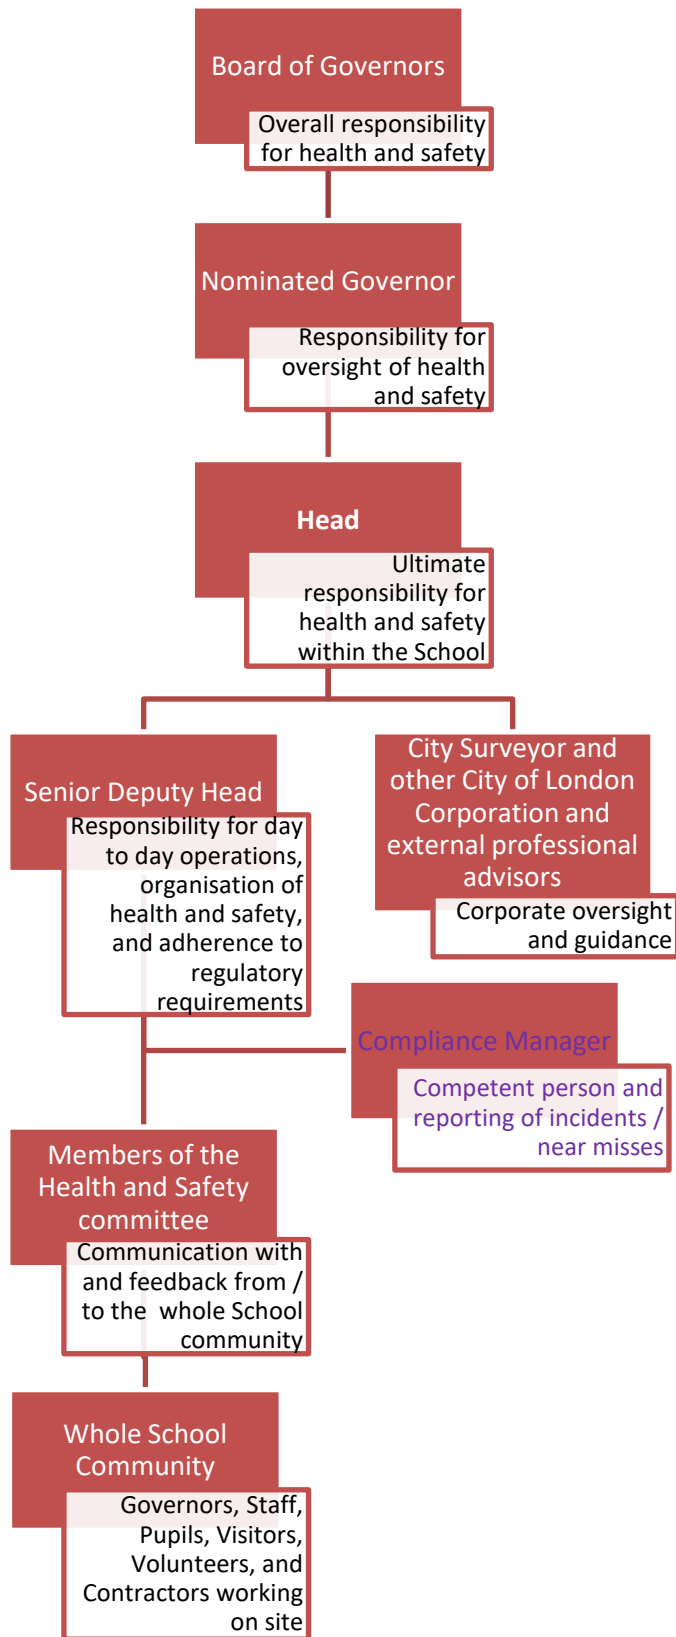 Board of Governors
Overall responsibility
for health and safety
Nominated Governor
Responsibility for
oversight of health
and safety
Head
Ultimate
responsibility for
health and safety
within the School
Senior Deputy Head
Responsibility for day
to day operations,
organisation of
health and safety,
and adherence to
regulatory
requirements
City Surveyor and
other City of London
Corporation and
external professional
advisors
Corporate oversight
and guidance
Compliance Manager
Competent person and
reporting of incidents /
near misses
Members of the
Health and Safety
committee
Communication with
and feedback from /
to the whole School
community
Whole School
Community
Governors, Staff,
Pupils, Visitors,
Volunteers, and
Contractors working
on site